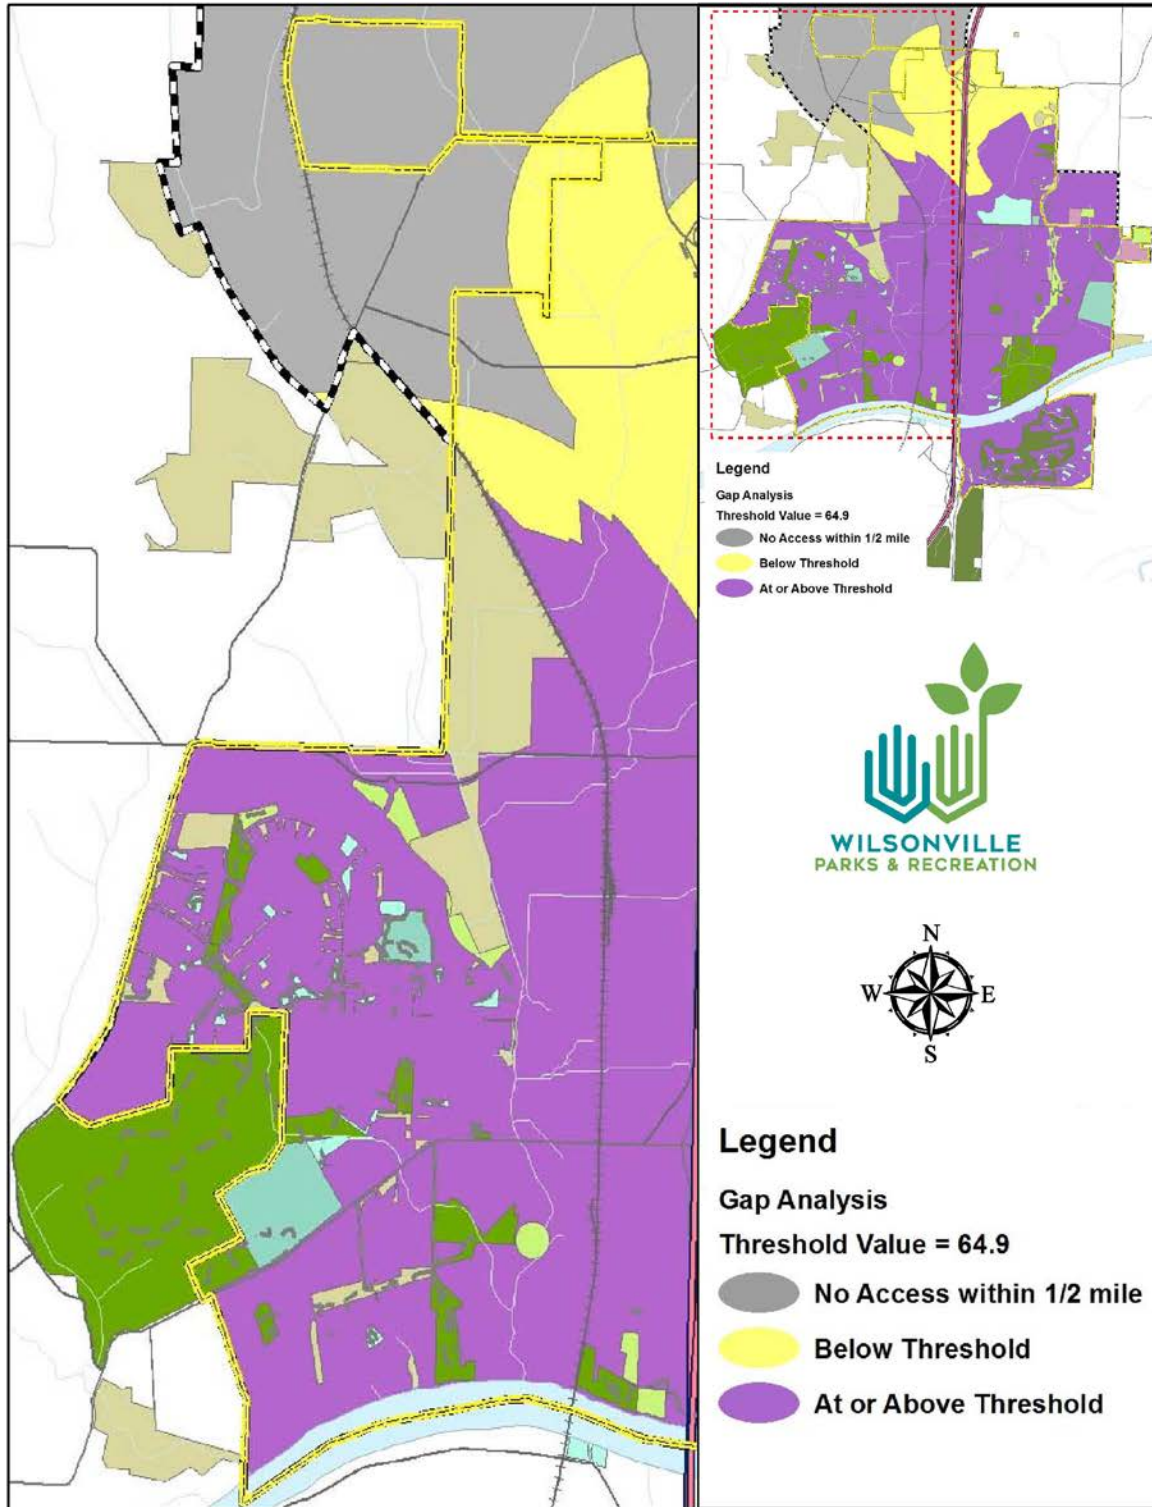 Legend
Gap Analysis
Threshold Value = 64.9
No Access within 1/2 mile
Below Threshold
At or Above Threshold
WILSONVILLE
PARKS & RECREATION
N
W E
S
Legend
Gap Analysis
Threshold Value = 64.9
No Access within 1/2 mile
Below Threshold
At or Above Threshold